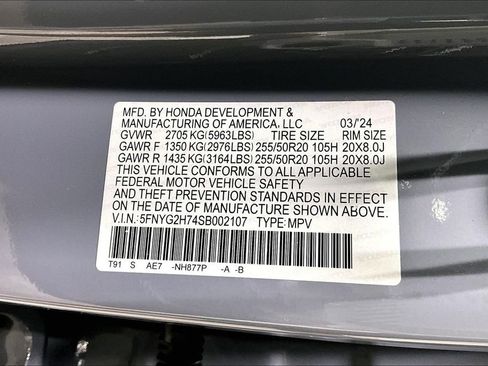 MFD. BY HONDA DEVELOPMENT &
MANUFACTURING OF AMERICA, LLC 03/'24
GVWR 2705 KG(5963LBS) TIRE SIZE RIM SIZE
GAWR F 1350 KG(2976LBS) 255/50R20 105H 20X8.0J
GAWR R 1435 KG(3164LBS) 255/50R20 105H 20X8.0J
THIS VEHICLE CONFORMS TO ALL APPLICABLE
FEDERAL MOTOR VEHICLE SAFETY
AND THEFT PREVENTION STANDARDS IN EFFECT
ON THE DATE OF MANUFACTURE SHOWN ABOVE.
V.I.N.: 5FNYG2H74SB002107 TYPE: MPV
T91 S AE7 -NH877P -A -B